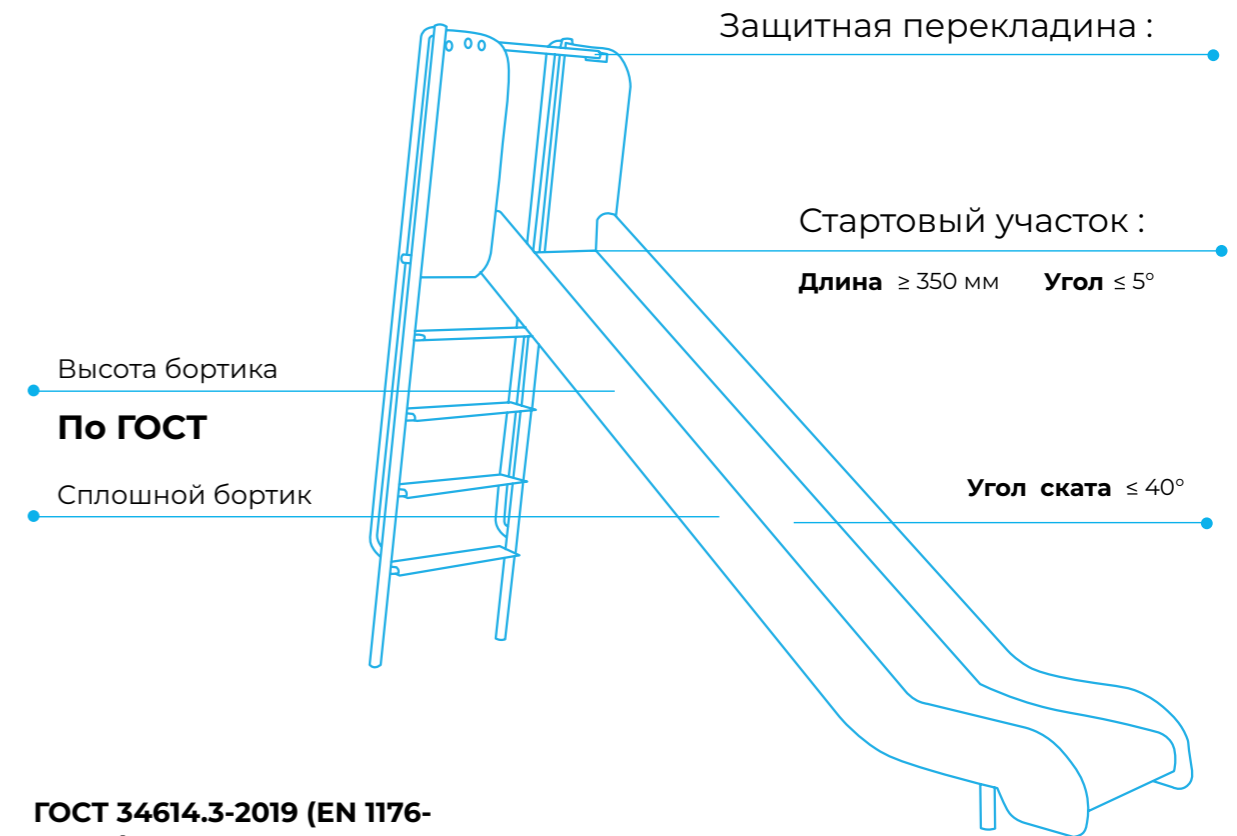 Защитная перекладина :
Стартовый участок :
Длина ≥ 350 мм Угол ≤ 5°
Высота бортика
По ГОСТ
Сплошной бортик
Угол ската ≤ 40°
ГОСТ 34614.3-2019 (EN 1176-